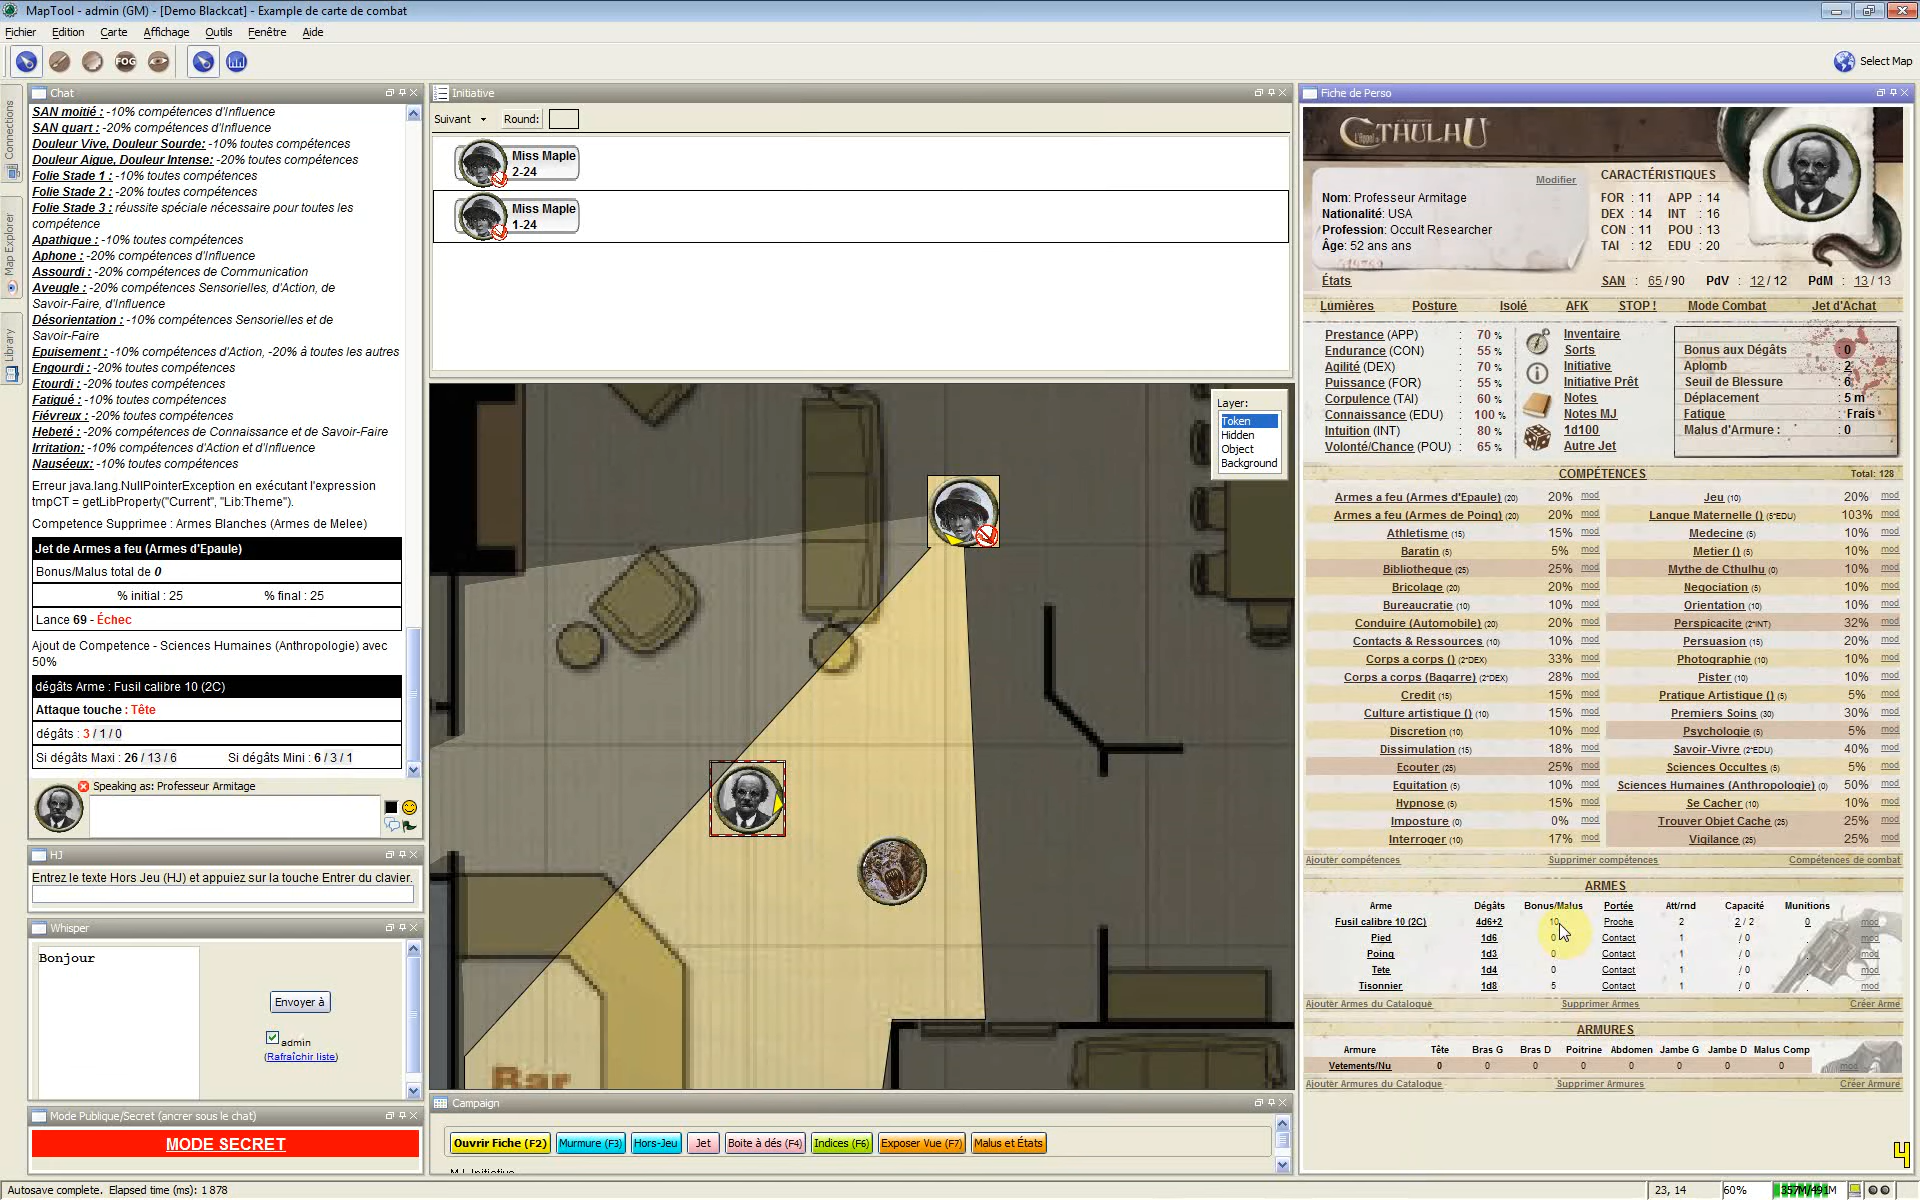 MapTool - admin (GM) - [Demo Blackcat] - Example de carte de combat
Fichier Edition Carte Affichage Outils Fenêtre Aide
FOG
Select Map
Connections
Map Explorer
Library
Chat
SAN moitié : -10% compétences d'Influence
SAN quart : -20% compétences d'Influence
Douleur Vive, Douleur Sourde: -10% toutes compétences
Douleur Aigue, Douleur Intense: -20% toutes compétences
Folie Stade 1 : -10% toutes compétences
Folie Stade 2 : -20% toutes compétences
Folie Stade 3 : réussite spéciale nécessaire pour toutes les
compétence
Apathique : -10% toutes compétences
Aphone : -20% compétences d'Influence
Assourdi : -20% compétences de Communication
Aveugle : -20% compétences Sensorielles, d'Action, de
Savoir-Faire, d'Influence
Désorientation : -10% compétences Sensorielles et de
Savoir-Faire
Epuisement : -10% compétences d'Action, -20% à toutes les autres
Engourdi : -20% toutes compétences
Etourdi : -20% toutes compétences
Fatigué : -10% toutes compétences
Fiévreux : -20% toutes compétences
Hebeté : -20% compétences de Connaissance et de Savoir-Faire
Irritation: -10% compétences d'Action et d'Influence
Nauséeux: -10% toutes compétences
Erreur java.lang.NullPointerException en exécutant l'expression
tmpCT = getLibProperty("Current", "Lib:Theme").
Competence Supprimee : Armes Blanches (Armes de Melee)
Jet de Armes a feu (Armes d'Epaule)
Bonus/Malus total de 0
% initial : 25 % final : 25
Lance 69 - Échec
Ajout de Competence - Sciences Humaines (Anthropologie) avec
50%
dégâts Arme : Fusil calibre 10 (2C)
Attaque touche : Tête
dégâts : 3 / 1 / 0
Si dégâts Maxi : 26 / 13 / 6 Si dégâts Mini : 6 / 3 / 1
Speaking as: Professeur Armitage
HJ
Entrez le texte Hors Jeu (HJ) et appuiez sur la touche Entrer du clavier.
Whisper
Bonjour
Envoyer à
admin
(Rafraîchir liste)
Mode Publique/Secret (ancrer sous le chat)
MODE SECRET
Initiative
Suivant Round:
Miss Maple
2-24
Miss Maple
1-24
Layer:
Token
Hidden
Object
Background
Bar
Campaign
Ouvrir Fiche (F2) Murmure (F3) Hors-Jeu Jet Boite à dés (F4) Indices (F6) Exposer Vue (F7) Malus et États
MJ Initiative
Fiche de Perso
L'Appel de CTHULHU
Modifier
Nom: Professeur Armitage
Nationalité: USA
Profession: Occult Researcher
Âge: 52 ans ans
CARACTÉRISTIQUES
FOR : 11 APP : 14
DEX : 14 INT : 16
CON : 11 POU : 13
TAI : 12 EDU : 20
États
SAN : 65 / 90 PdV : 12 / 12 PdM : 13 / 13
Lumières Posture Isolé AFK STOP ! Mode Combat Jet d'Achat
Prestance (APP) : 70 %
Endurance (CON) : 55 %
Agilité (DEX) : 70 %
Puissance (FOR) : 55 %
Corpulence (TAI) : 60 %
Connaissance (EDU) : 100 %
Intuition (INT) : 80 %
Volonté/Chance (POU) : 65 %
Inventaire
Sorts
Initiative
Initiative Prêt
Notes
Notes MJ
1d100
Autre Jet
Bonus aux Dégâts : 0
Aplomb : 2
Seuil de Blessure : 6
Déplacement : 5 m
Fatigue : Frais
Malus d'Armure : : 0
COMPÉTENCES Total: 128
Armes a feu (Armes d'Epaule) (20) 20% mod Jeu (10) 20% mod
Armes a feu (Armes de Poing) (20) 20% mod Langue Maternelle () (5*EDU) 103% mod
Athletisme (15) 15% mod Medecine (5) 10% mod
Baratin (5) 5% mod Metier () (5) 10% mod
Bibliotheque (25) 25% mod Mythe de Cthulhu (0) 10% mod
Bricolage (20) 20% mod Negociation (5) 10% mod
Bureaucratie (10) 10% mod Orientation (10) 10% mod
Conduire (Automobile) (20) 20% mod Perspicacite (2*INT) 32% mod
Contacts & Ressources (10) 10% mod Persuasion (15) 20% mod
Corps a corps () (2*DEX) 33% mod Photographie (10) 10% mod
Corps a corps (Bagarre) (2*DEX) 28% mod Pister (10) 10% mod
Credit (15) 15% mod Pratique Artistique () (5) 5% mod
Culture artistique () (10) 15% mod Premiers Soins (30) 30% mod
Discretion (10) 10% mod Psychologie (5) 5% mod
Dissimulation (15) 18% mod Savoir-Vivre (2*EDU) 40% mod
Ecouter (25) 25% mod Sciences Occultes (5) 5% mod
Equitation (5) 10% mod Sciences Humaines (Anthropologie) (0) 50% mod
Hypnose (5) 15% mod Se Cacher (10) 10% mod
Imposture (0) 0% mod Trouver Objet Cache (25) 25% mod
Interroger (10) 17% mod Vigilance (25) 25% mod
Ajouter compétences Supprimer compétences Compétences de combat
ARMES
Arme Dégâts Bonus/Malus Portée Att/rnd Capacité Munitions
Fusil calibre 10 (2C) 4d6+2 10 Proche 2 2 / 2 0 mod
Pied 1d6 0 Contact 1 / 0 mod
Poing 1d3 0 Contact 1 / 0 mod
Tete 1d4 0 Contact 1 / 0 mod
Tisonnier 1d8 5 Contact 1 / 0 mod
Ajouter Armes du Catalogue Supprimer Armes Créer Arme
ARMURES
Armure Tête Bras G Bras D Poitrine Abdomen Jambe G Jambe D Malus Comp
Vetements/Nu 0 0 0 0 0 0 0 0 mod
Ajouter Armures du Catalogue Supprimer Armures Créer Armure
4
Autosave complete. Elapsed time (ms): 1 878
23, 14 60% 357M/491M